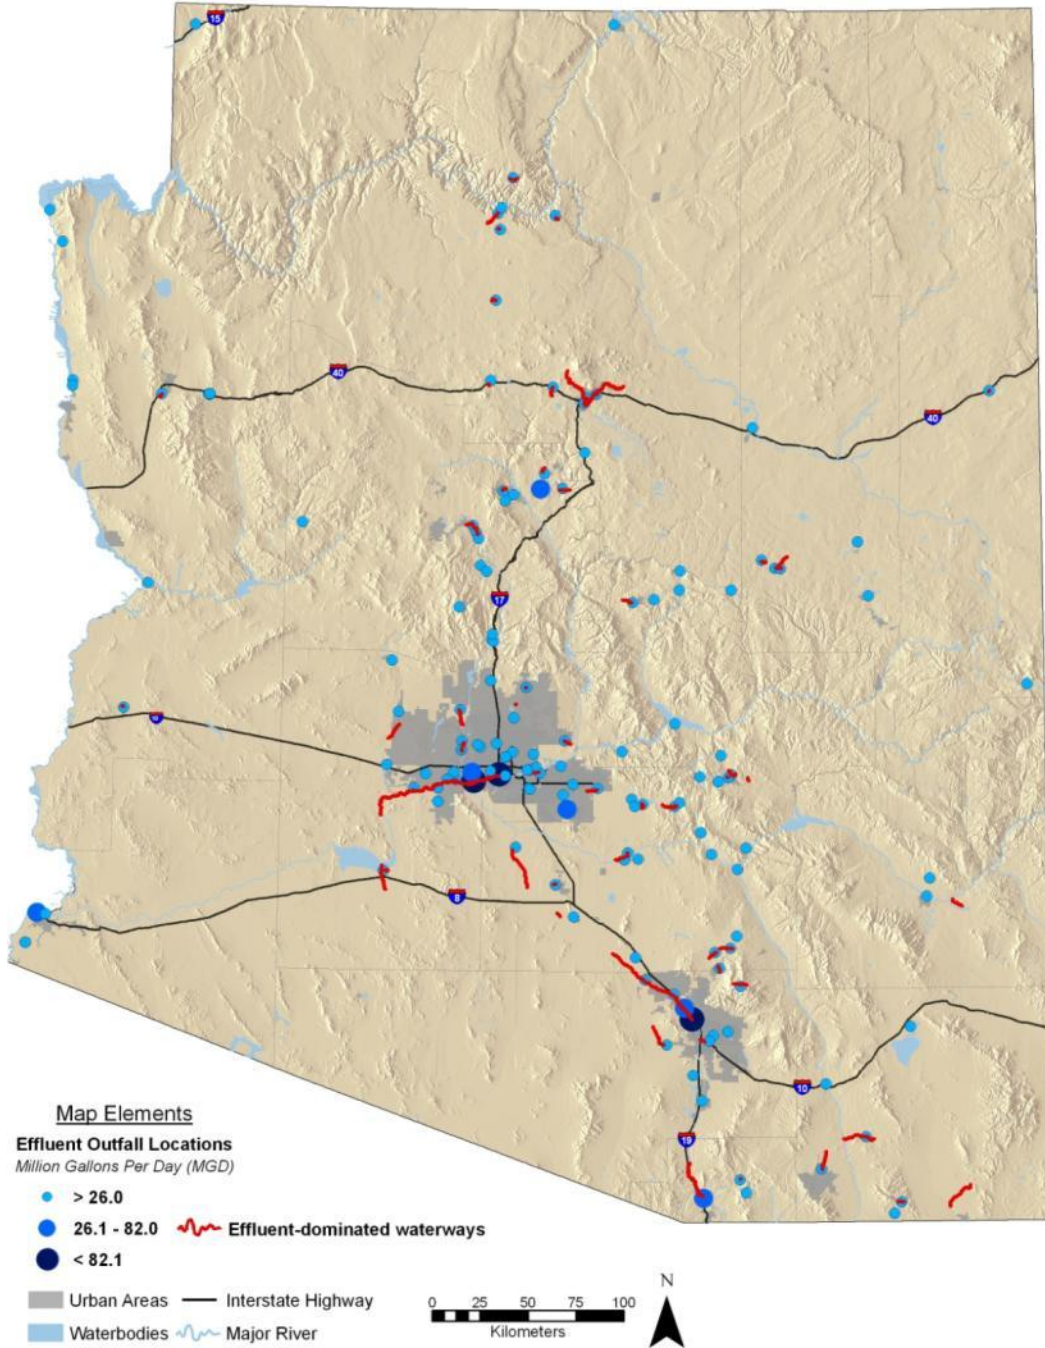 15
40
40
17
10
8
10
19
Map Elements
Effluent Outfall Locations
Million Gallons Per Day (MGD)
> 26.0
26.1 - 82.0 Effluent-dominated waterways
< 82.1
Urban Areas Interstate Highway
Waterbodies Major River
0 25 50 75 100
Kilometers
N